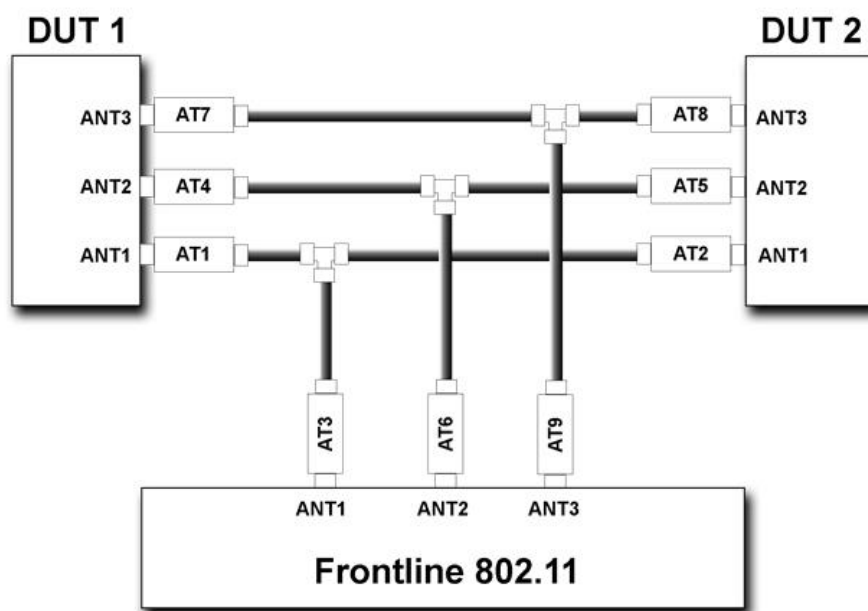 DUT 1
DUT 2
ANT3 AT7 AT8 ANT3
ANT2 AT4 AT5 ANT2
ANT1 AT1 AT2 ANT1
AT3 AT6 AT9
ANT1 ANT2 ANT3
Frontline 802.11